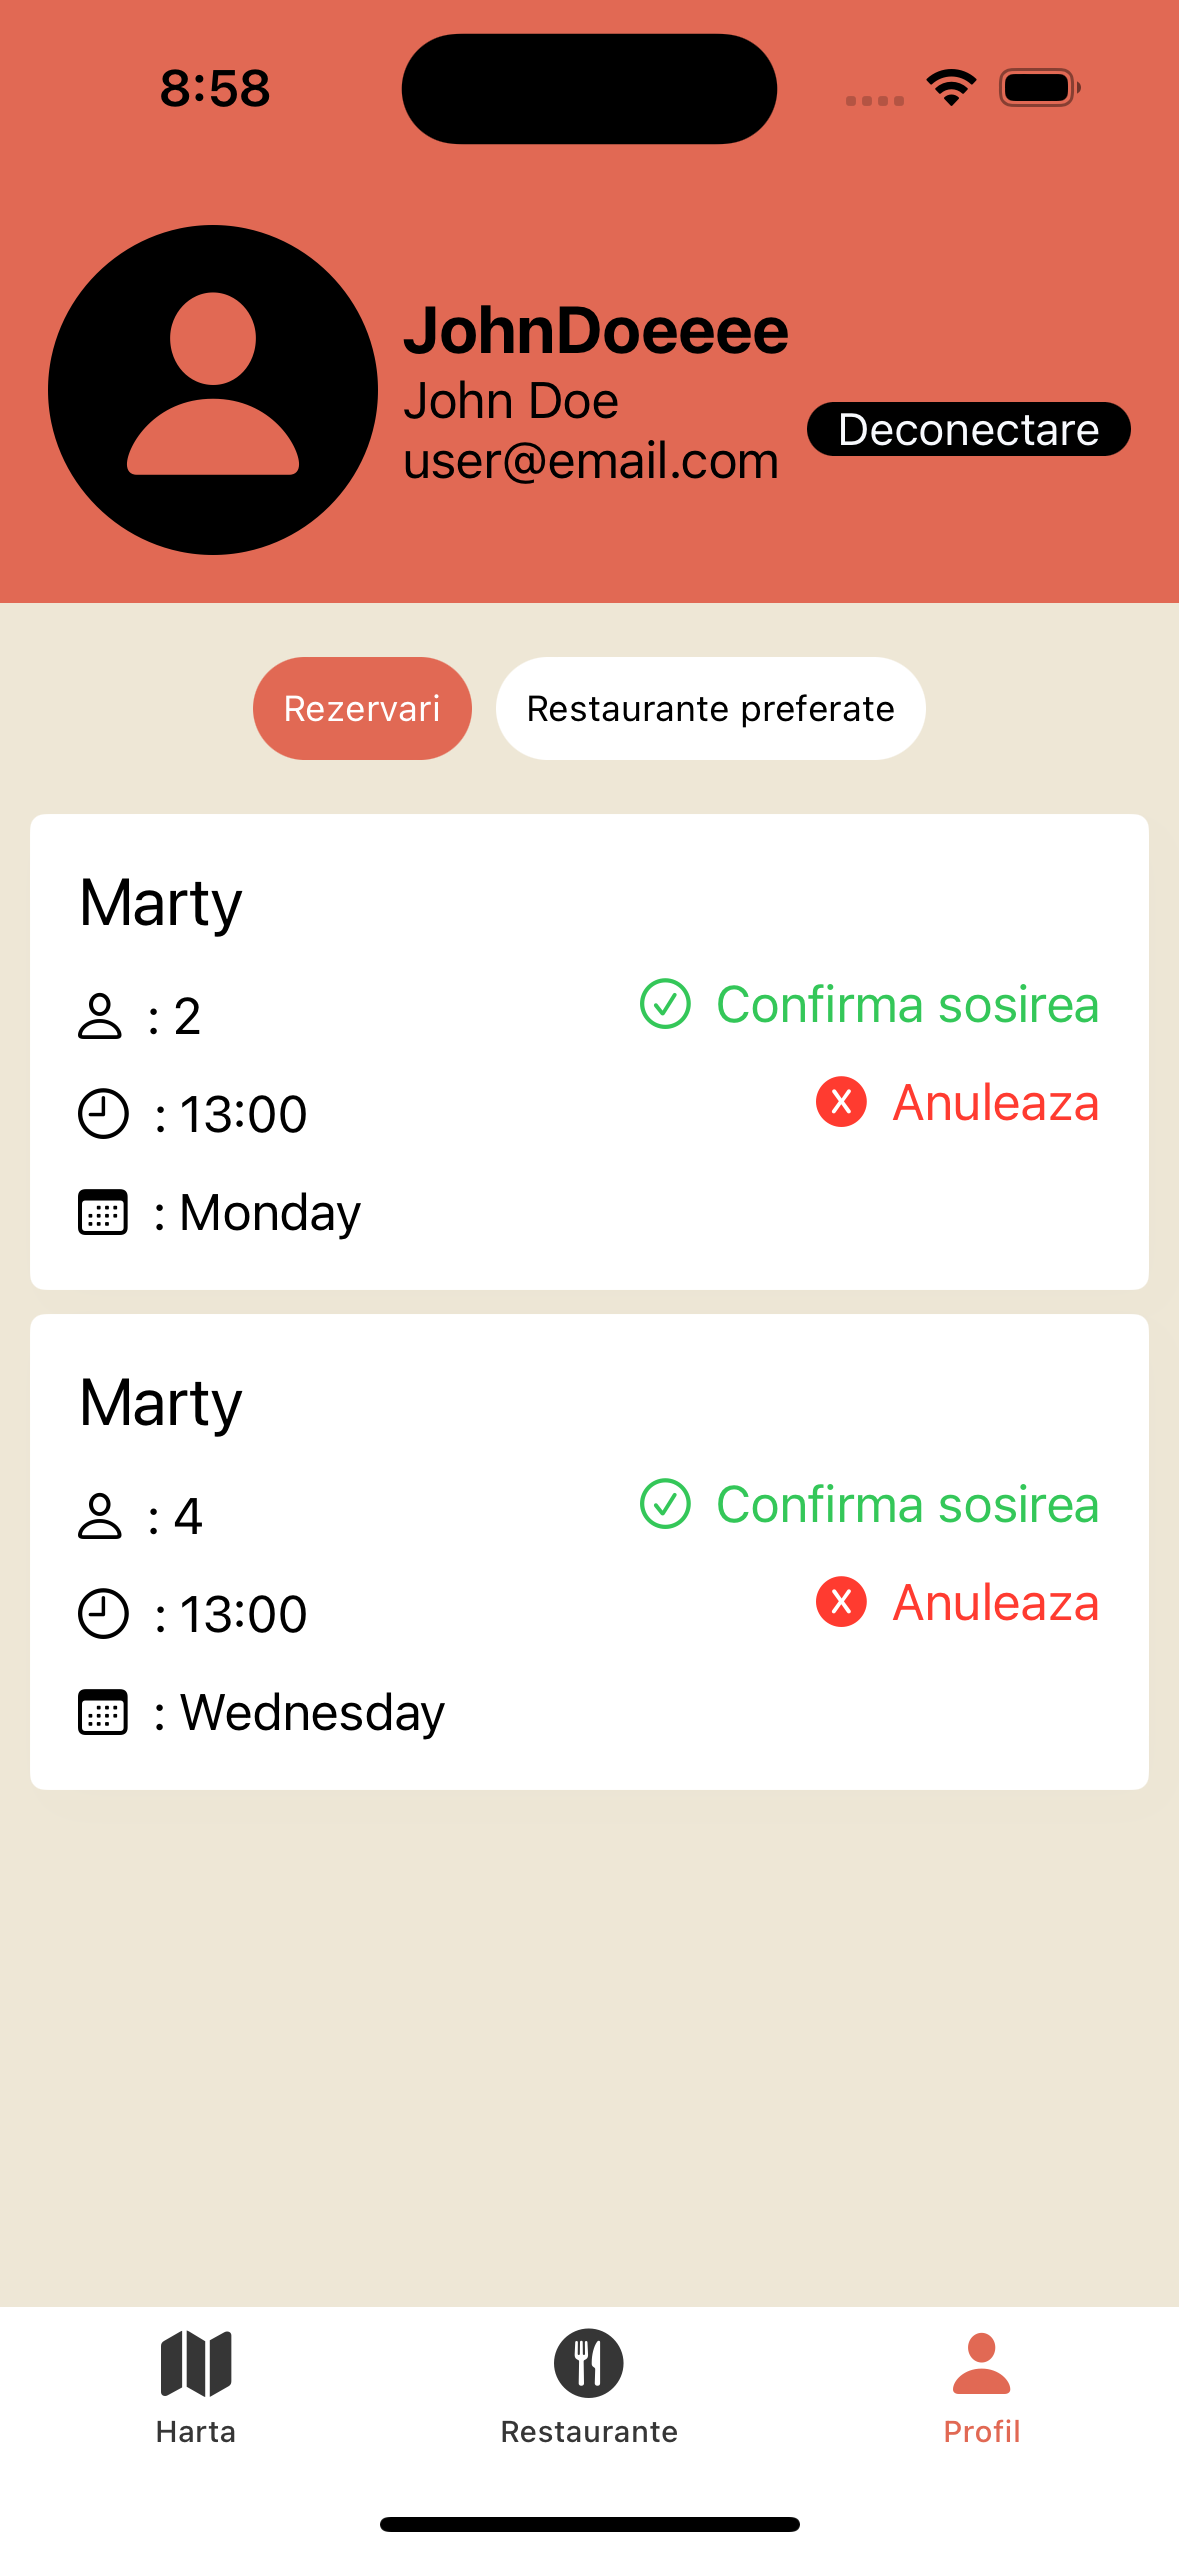 8:58
JohnDoeeee
John Doe
user@email.com
Deconectare
Rezervari
Restaurante preferate
Marty
: 2
Confirma sosirea
: 13:00
Anuleaza
: Monday
Marty
: 4
Confirma sosirea
: 13:00
Anuleaza
: Wednesday
Harta
Restaurante
Profil